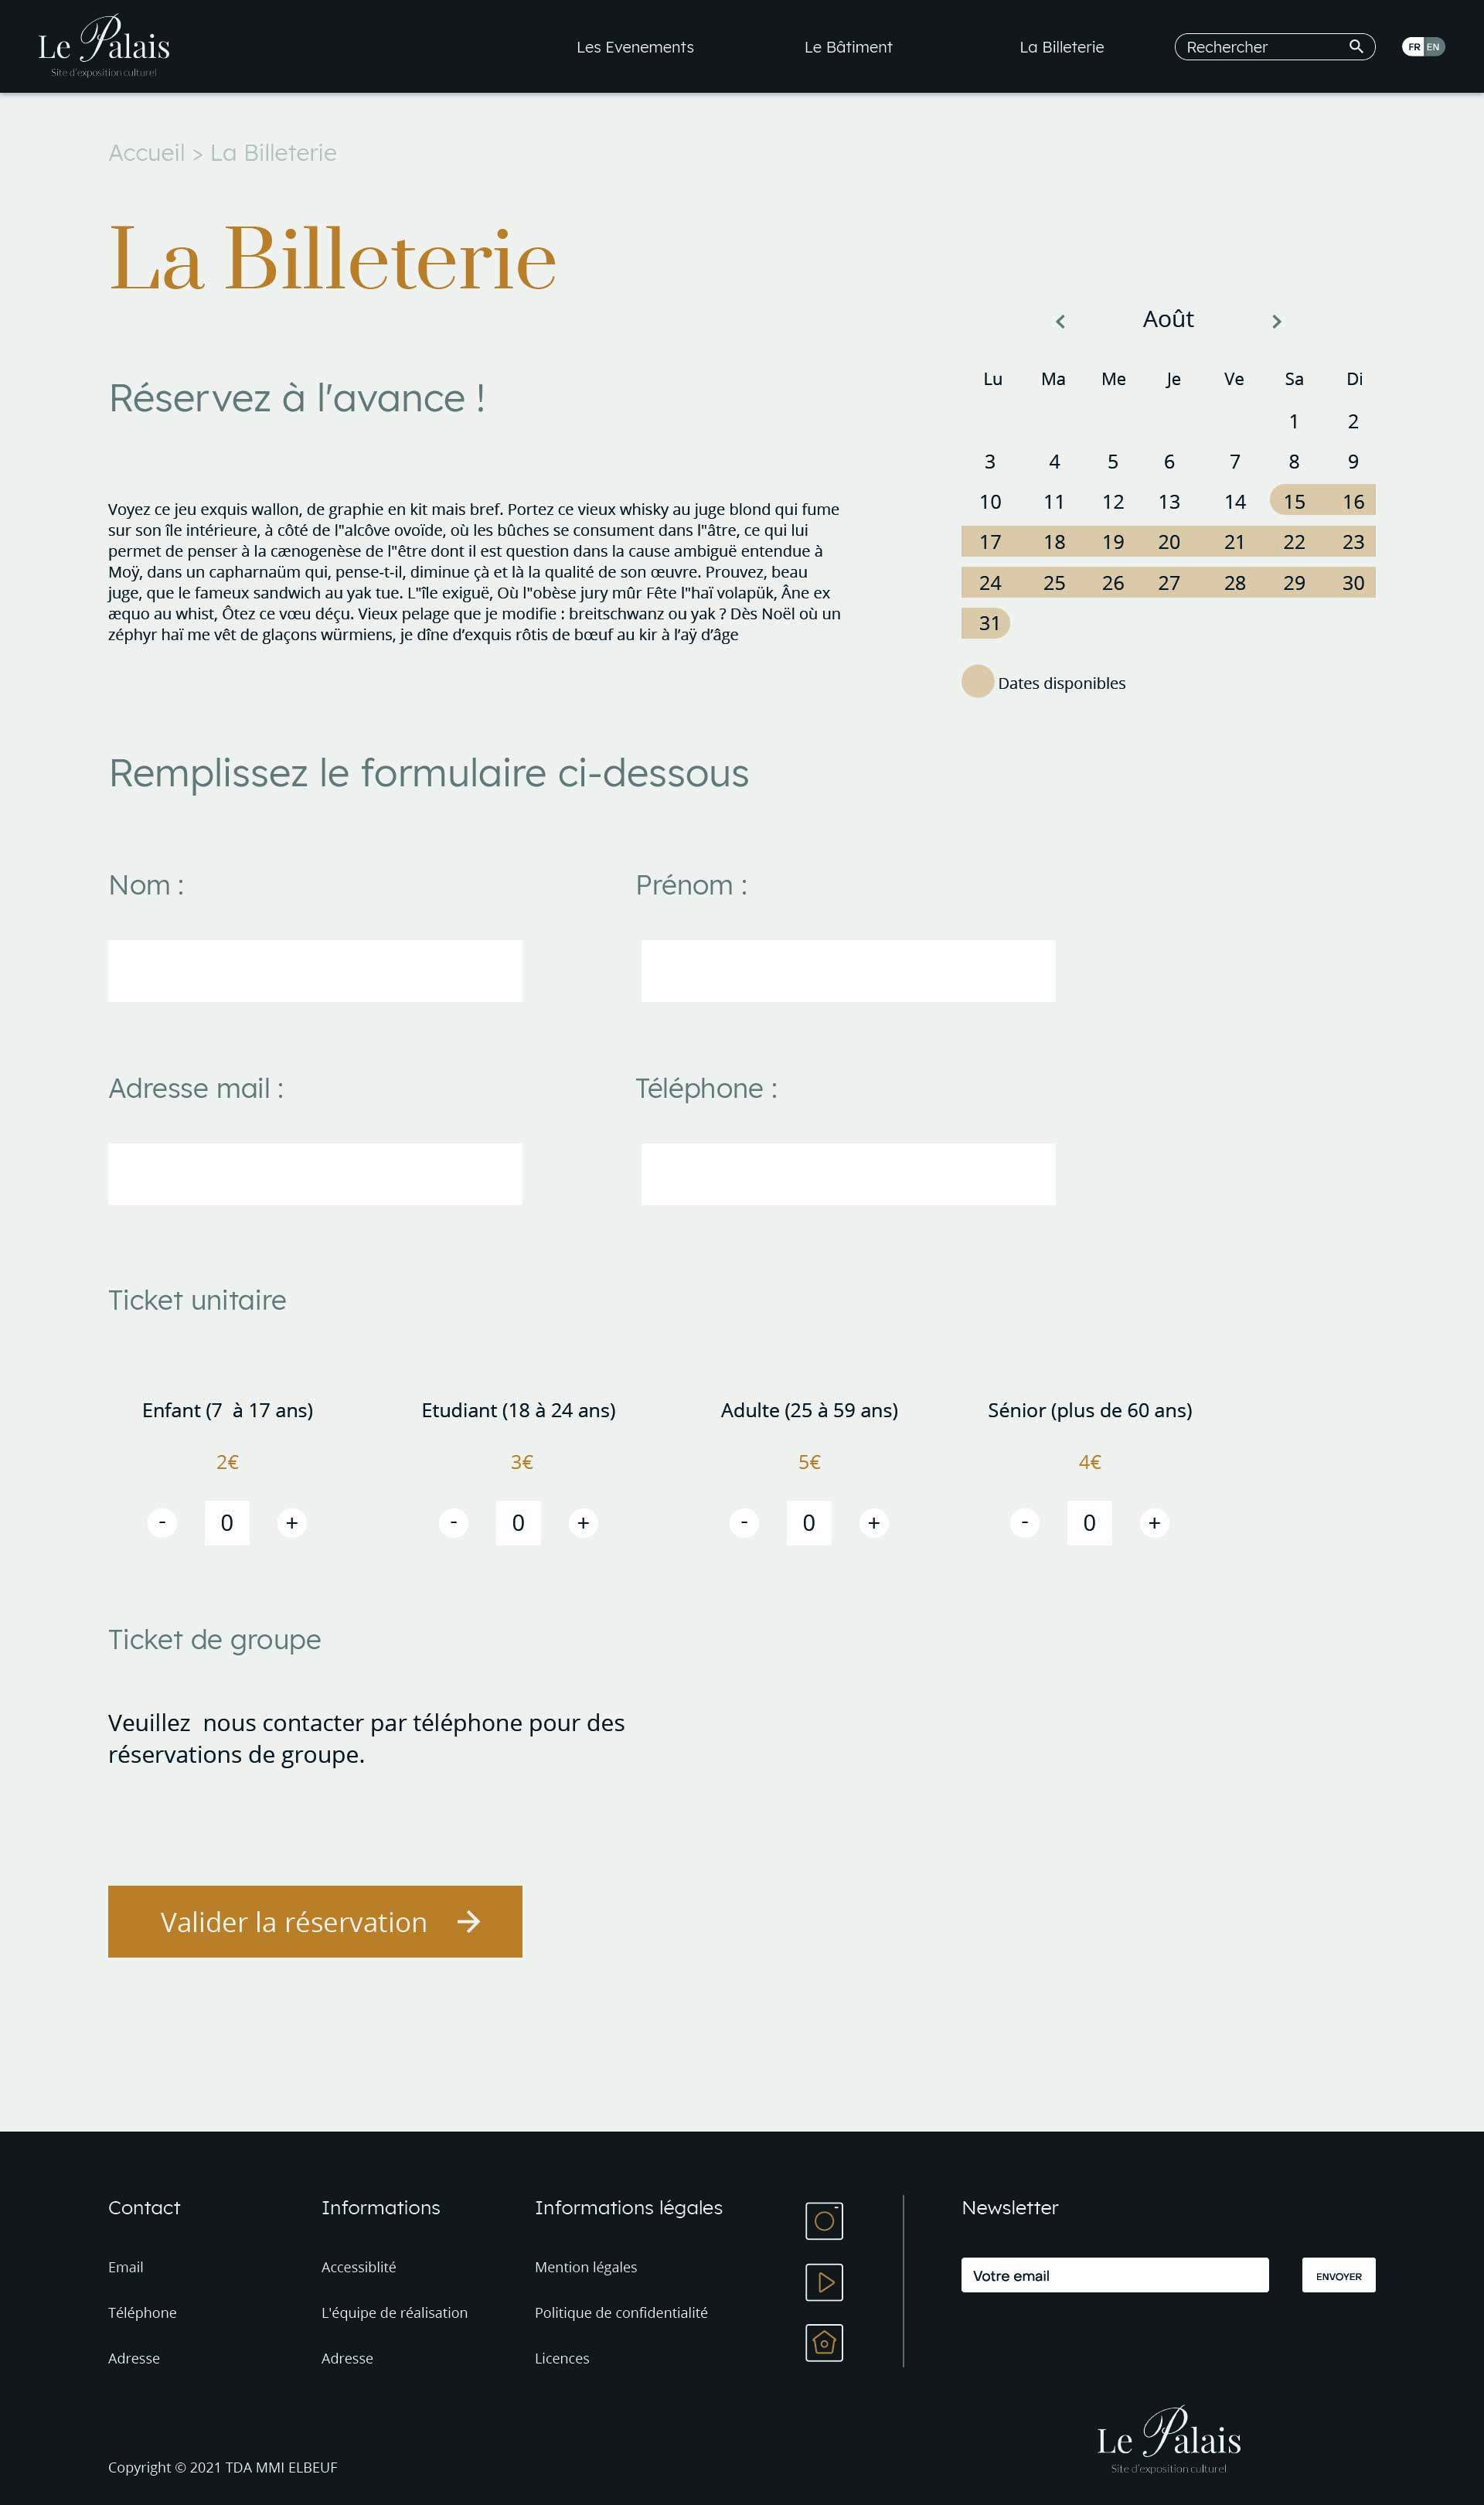 Le Palais
Site d'exposition culturel
Les Evenements
Le Bâtiment
La Billeterie
Rechercher
FR EN
Accueil > La Billeterie
La Billeterie
Réservez à l'avance !
Voyez ce jeu exquis wallon, de graphie en kit mais bref. Portez ce vieux whisky au juge blond qui fume
sur son île intérieure, à côté de l"alcôve ovoïde, où les bûches se consument dans l"âtre, ce qui lui
permet de penser à la cænogenèse de l"être dont il est question dans la cause ambiguë entendue à
Moÿ, dans un capharnaüm qui, pense-t-il, diminue çà et là la qualité de son œuvre. Prouvez, beau
juge, que le fameux sandwich au yak tue. L"île exiguë, Où l"obèse jury mûr Fête l"haï volapük, Âne ex
æquo au whist, Ôtez ce vœu déçu. Vieux pelage que je modifie : breitschwanz ou yak ? Dès Noël où un
zéphyr haï me vêt de glaçons würmiens, je dîne d’exquis rôtis de bœuf au kir à l’aÿ d’âge
< Août >
Lu Ma Me Je Ve Sa Di
1 2
3 4 5 6 7 8 9
10 11 12 13 14 15 16
17 18 19 20 21 22 23
24 25 26 27 28 29 30
31
Dates disponibles
Remplissez le formulaire ci-dessous
Nom :
Prénom :
Adresse mail :
Téléphone :
Ticket unitaire
Enfant (7  à 17 ans)
2€
- 0 +
Etudiant (18 à 24 ans)
3€
- 0 +
Adulte (25 à 59 ans)
5€
- 0 +
Sénior (plus de 60 ans)
4€
- 0 +
Ticket de groupe
Veuillez  nous contacter par téléphone pour des
réservations de groupe.
Valider la réservation →
Contact
Email
Téléphone
Adresse
Informations
Accessiblité
L'équipe de réalisation
Adresse
Informations légales
Mention légales
Politique de confidentialité
Licences
Newsletter
Votre email
ENVOYER
Le Palais
Site d'exposition culturel
Copyright © 2021 TDA MMI ELBEUF